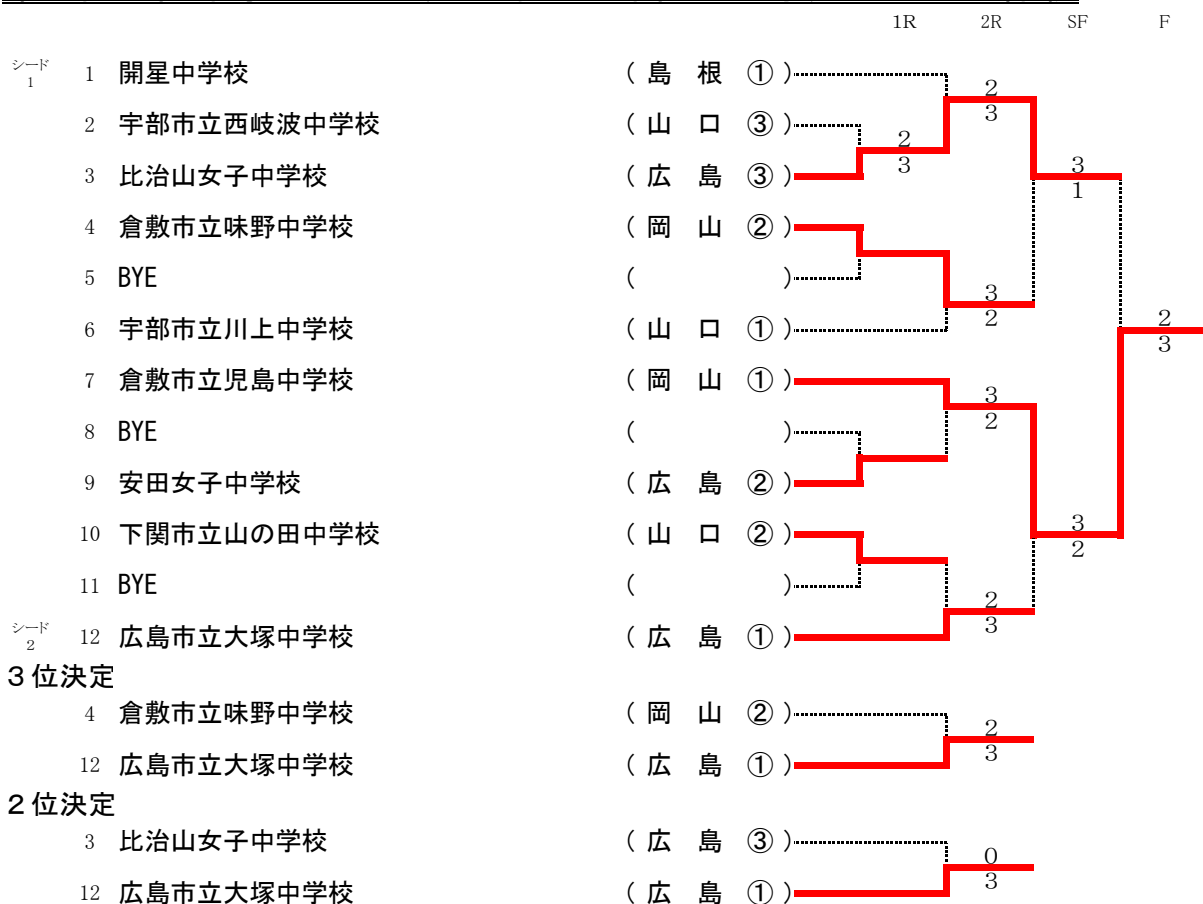 1R 2R SF F
シード 1 1 開星中学校 ( 島 根 ① )
2
3
2 宇部市立西岐波中学校 ( 山 口 ③ )
2
3
3 比治山女子中学校 ( 広 島 ③ )
3
1
4 倉敷市立味野中学校 ( 岡 山 ② )
5 BYE ( )
3
2
6 宇部市立川上中学校 ( 山 口 ① )
2
3
7 倉敷市立児島中学校 ( 岡 山 ① )
3
2
8 BYE ( )
9 安田女子中学校 ( 広 島 ② )
10 下関市立山の田中学校 ( 山 口 ② )
3
2
11 BYE ( )
2
3
シード 2 12 広島市立大塚中学校 ( 広 島 ① )
3位決定
4 倉敷市立味野中学校 ( 岡 山 ② )
2
3
12 広島市立大塚中学校 ( 広 島 ① )
2位決定
3 比治山女子中学校 ( 広 島 ③ )
0
3
12 広島市立大塚中学校 ( 広 島 ① )